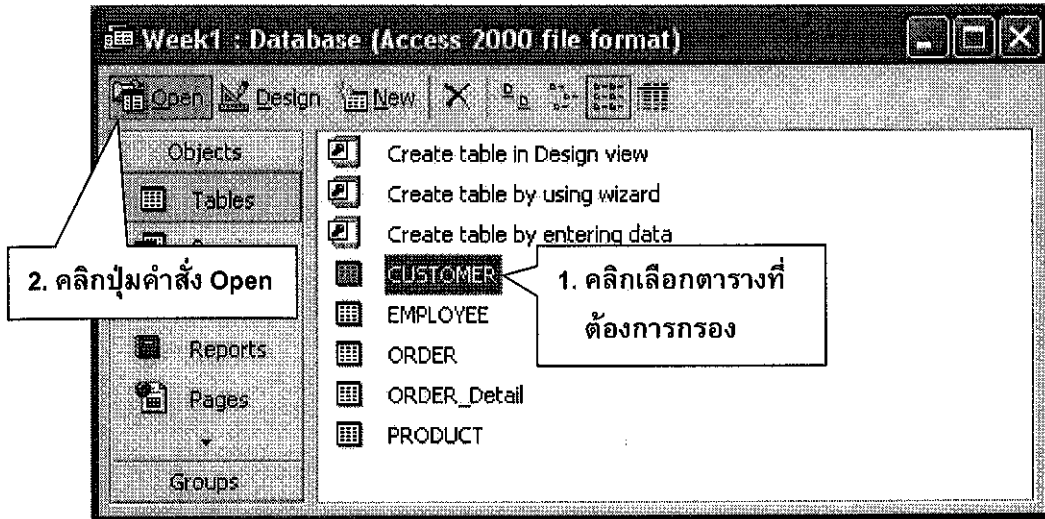 Week1 : Database (Access 2000 file format)
Open Design New
Objects
Tables
Reports
Pages
Groups
Create table in Design view
Create table by using wizard
Create table by entering data
CUSTOMER
EMPLOYEE
ORDER
ORDER_Detail
PRODUCT
1. คลิกเลือกตารางที่
ต้องการกรอง
2. คลิกปุ่มคำสั่ง Open